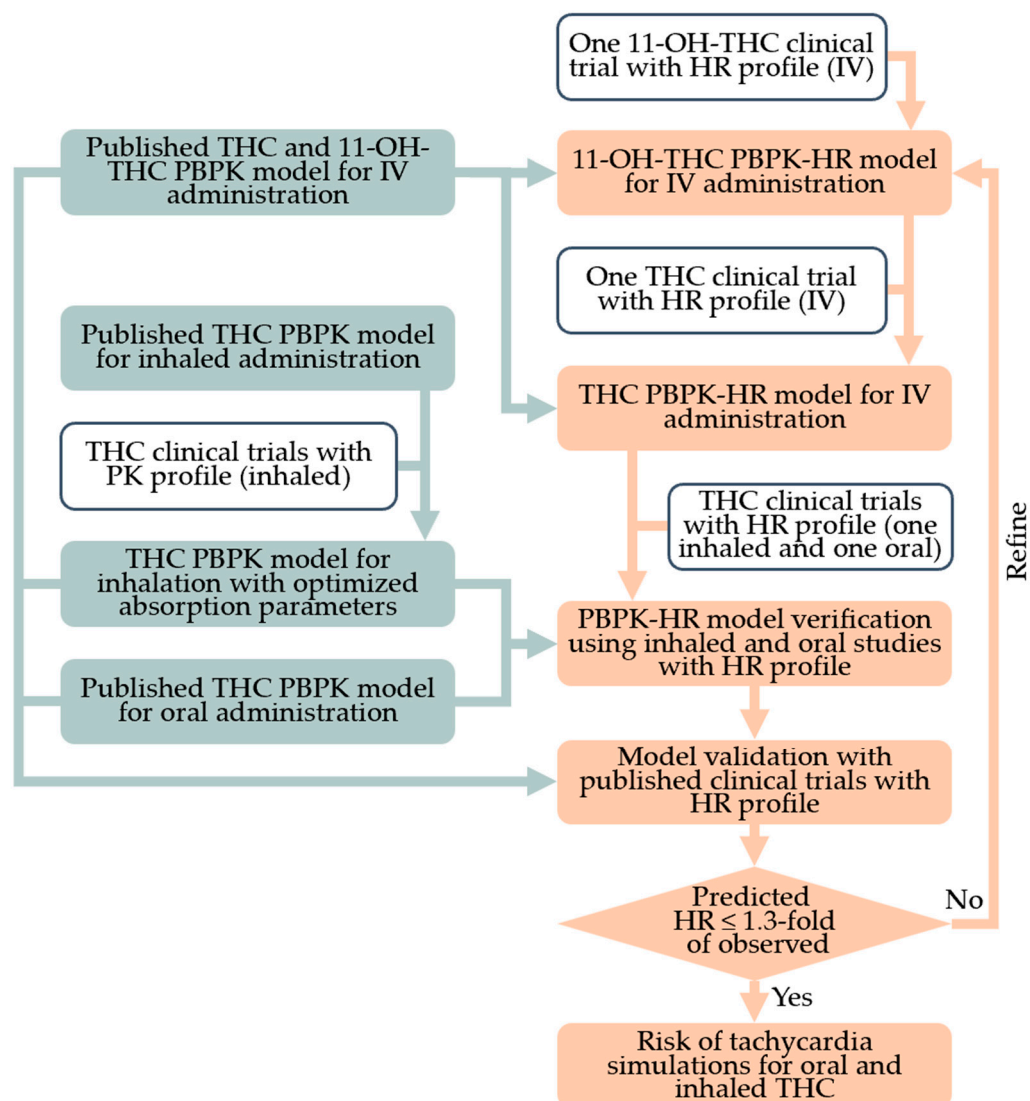 One 11-OH-THC clinical
trial with HR profile (IV)
Published THC and 11-OH-
THC PBPK model for IV
administration
11-OH-THC PBPK-HR model
for IV administration
One THC clinical trial
with HR profile (IV)
Published THC PBPK model
for inhaled administration
THC PBPK-HR model for IV
administration
THC clinical trials with
PK profile (inhaled)
THC clinical trials
with HR profile (one
inhaled and one oral)
Refine
THC PBPK model for
inhalation with optimized
absorption parameters
PBPK-HR model verification
using inhaled and oral studies
with HR profile
Published THC PBPK model
for oral administration
Model validation with
published clinical trials with
HR profile
Predicted
HR ≤ 1.3-fold
of observed
No
Yes
Risk of tachycardia
simulations for oral and
inhaled THC